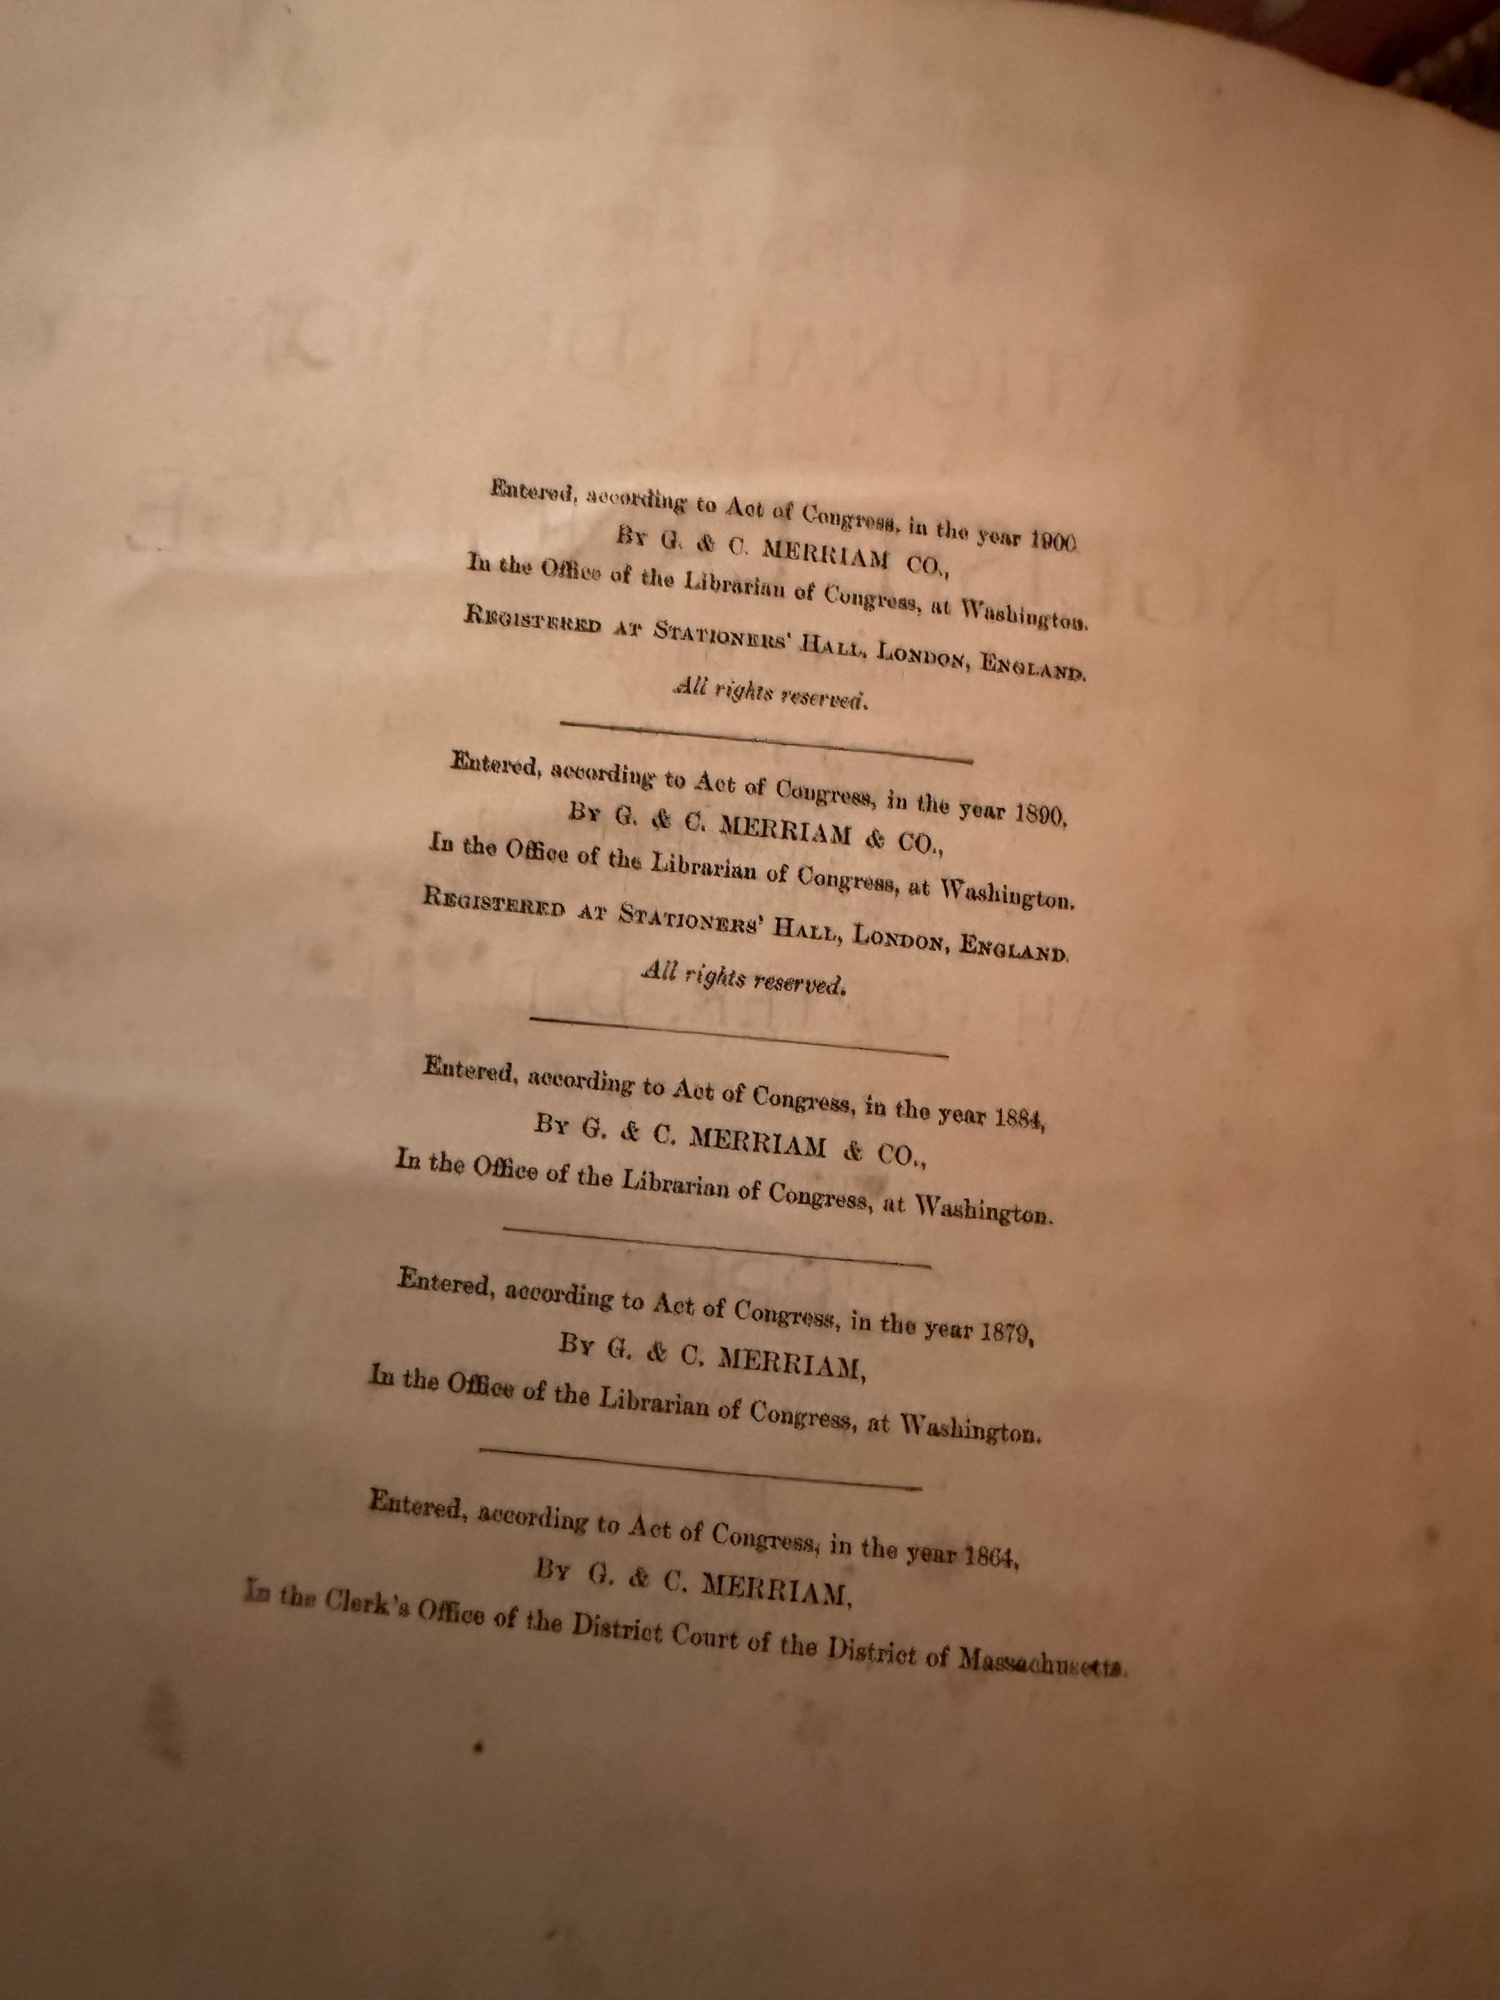 Entered, according to Act of Congress, in the year 1900
By G. & C. MERRIAM CO.,
In the Office of the Librarian of Congress, at Washington.
REGISTERED AT STATIONERS' HALL, LONDON, ENGLAND.
All rights reserved.
Entered, according to Act of Congress, in the year 1890,
By G. & C. MERRIAM & CO.,
In the Office of the Librarian of Congress, at Washington.
REGISTERED AT STATIONERS' HALL, LONDON, ENGLAND.
All rights reserved.
Entered, according to Act of Congress, in the year 1884,
By G. & C. MERRIAM & CO.,
In the Office of the Librarian of Congress, at Washington.
Entered, according to Act of Congress, in the year 1879,
By G. & C. MERRIAM,
In the Office of the Librarian of Congress, at Washington.
Entered, according to Act of Congress, in the year 1864,
By G. & C. MERRIAM,
In the Clerk's Office of the District Court of the District of Massachusetts.